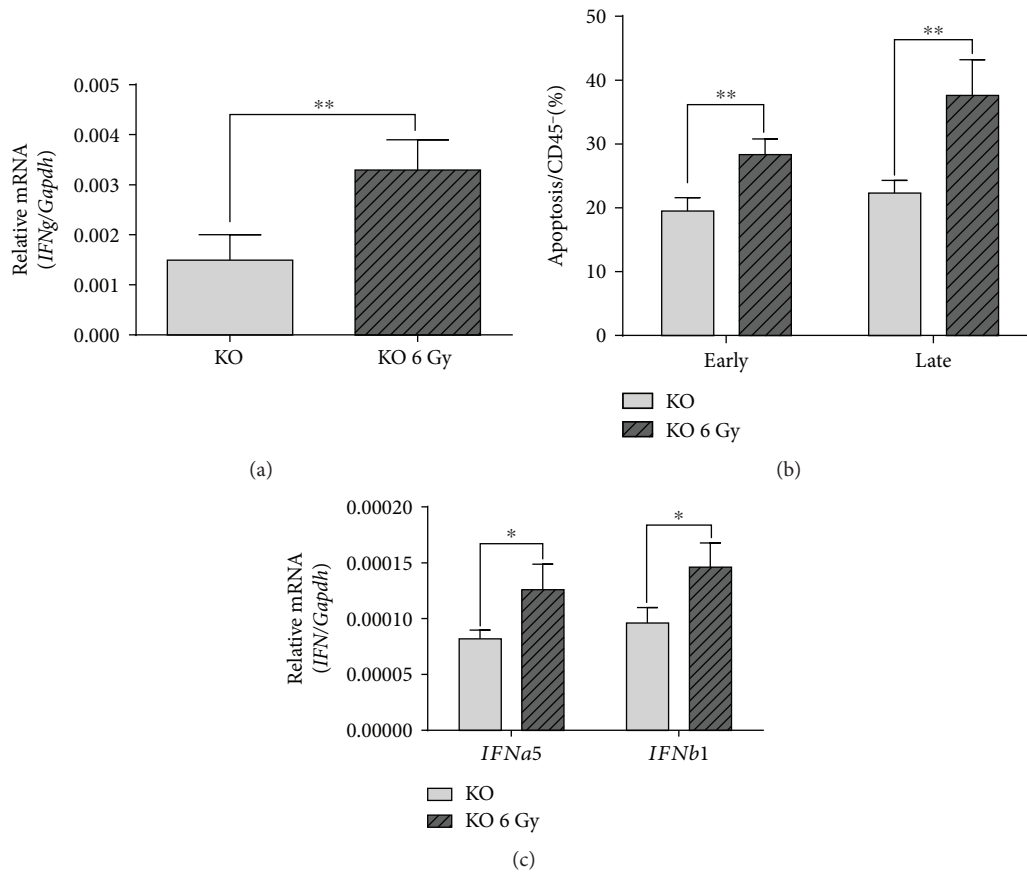 Relative mRNA
(IFNg/Gapdh)
0.005
0.004
0.003
0.002
0.001
0.000
**
KO
KO 6 Gy
(a)
Apoptosis/CD45⁻(%)
50
40
30
20
10
0
**
**
Early
Late
KO
KO 6 Gy
(b)
Relative mRNA
(IFN/Gapdh)
0.00020
0.00015
0.00010
0.00005
0.00000
*
*
IFNa5
IFNb1
KO
KO 6 Gy
(c)